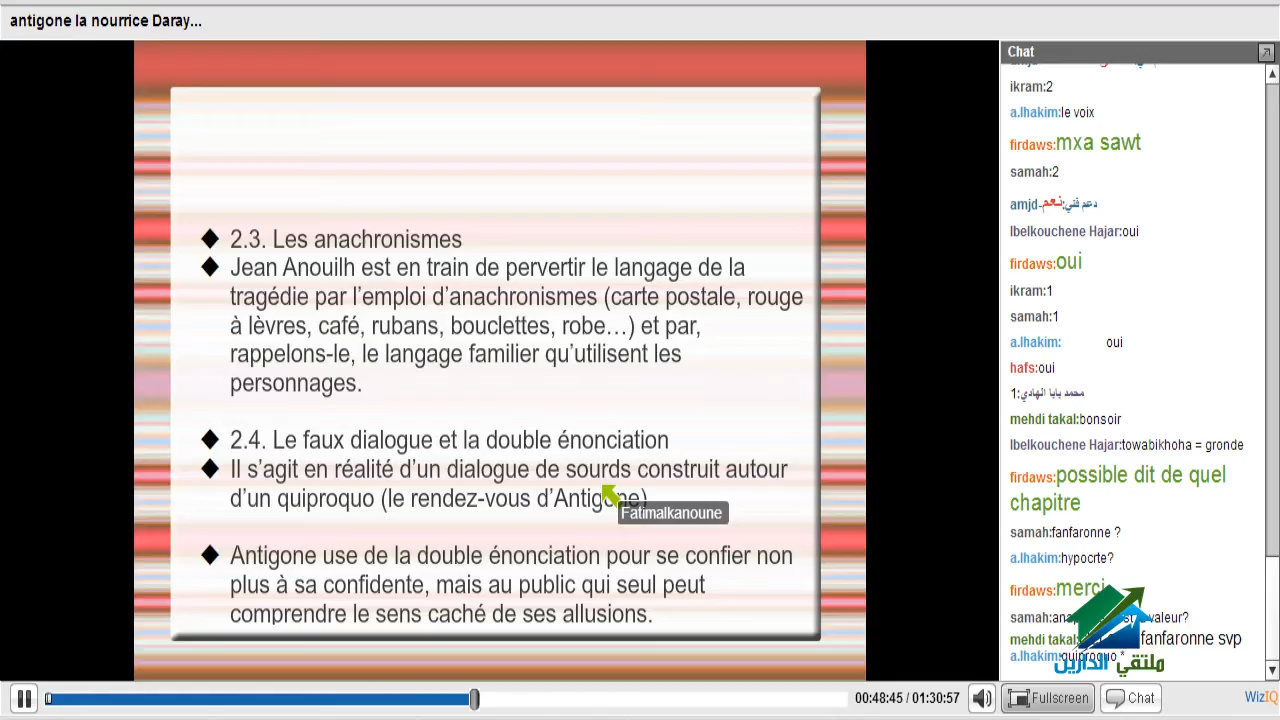 antigone la nourrice Daray...
◆ 2.3. Les anachronismes
◆ Jean Anouilh est en train de pervertir le langage de la
tragédie par l’emploi d’anachronismes (carte postale, rouge
à lèvres, café, rubans, bouclettes, robe…) et par,
rappelons-le, le langage familier qu’utilisent les
personnages.
◆ 2.4. Le faux dialogue et la double énonciation
◆ Il s’agit en réalité d’un dialogue de sourds construit autour
d’un quiproquo (le rendez-vous d’Antigone)
Fatimalkanoune
◆ Antigone use de la double énonciation pour se confier non
plus à sa confidente, mais au public qui seul peut
comprendre le sens caché de ses allusions.
Chat
ikram:2
a.lhakim:le voix
firdaws:mxa sawt
samah:2
amjd-دعم فني:نعم
lbelkouchene Hajar:oui
firdaws:oui
ikram:1
samah:1
a.lhakim: oui
hafs:oui
محمد بابا الهادي:1
mehdi takal:bonsoir
lbelkouchene Hajar:towabikhoha = gronde
firdaws:possible dit de quel
chapitre
samah:fanfaronne ?
a.lhakim:hypocrte?
firdaws:merci
samah: valeur?
mehdi takal: fanfaronne svp
a.lhakim:quiproquo *
ملتقى الدارين
00:48:45 / 01:30:57
Fullscreen
Chat
WizIQ